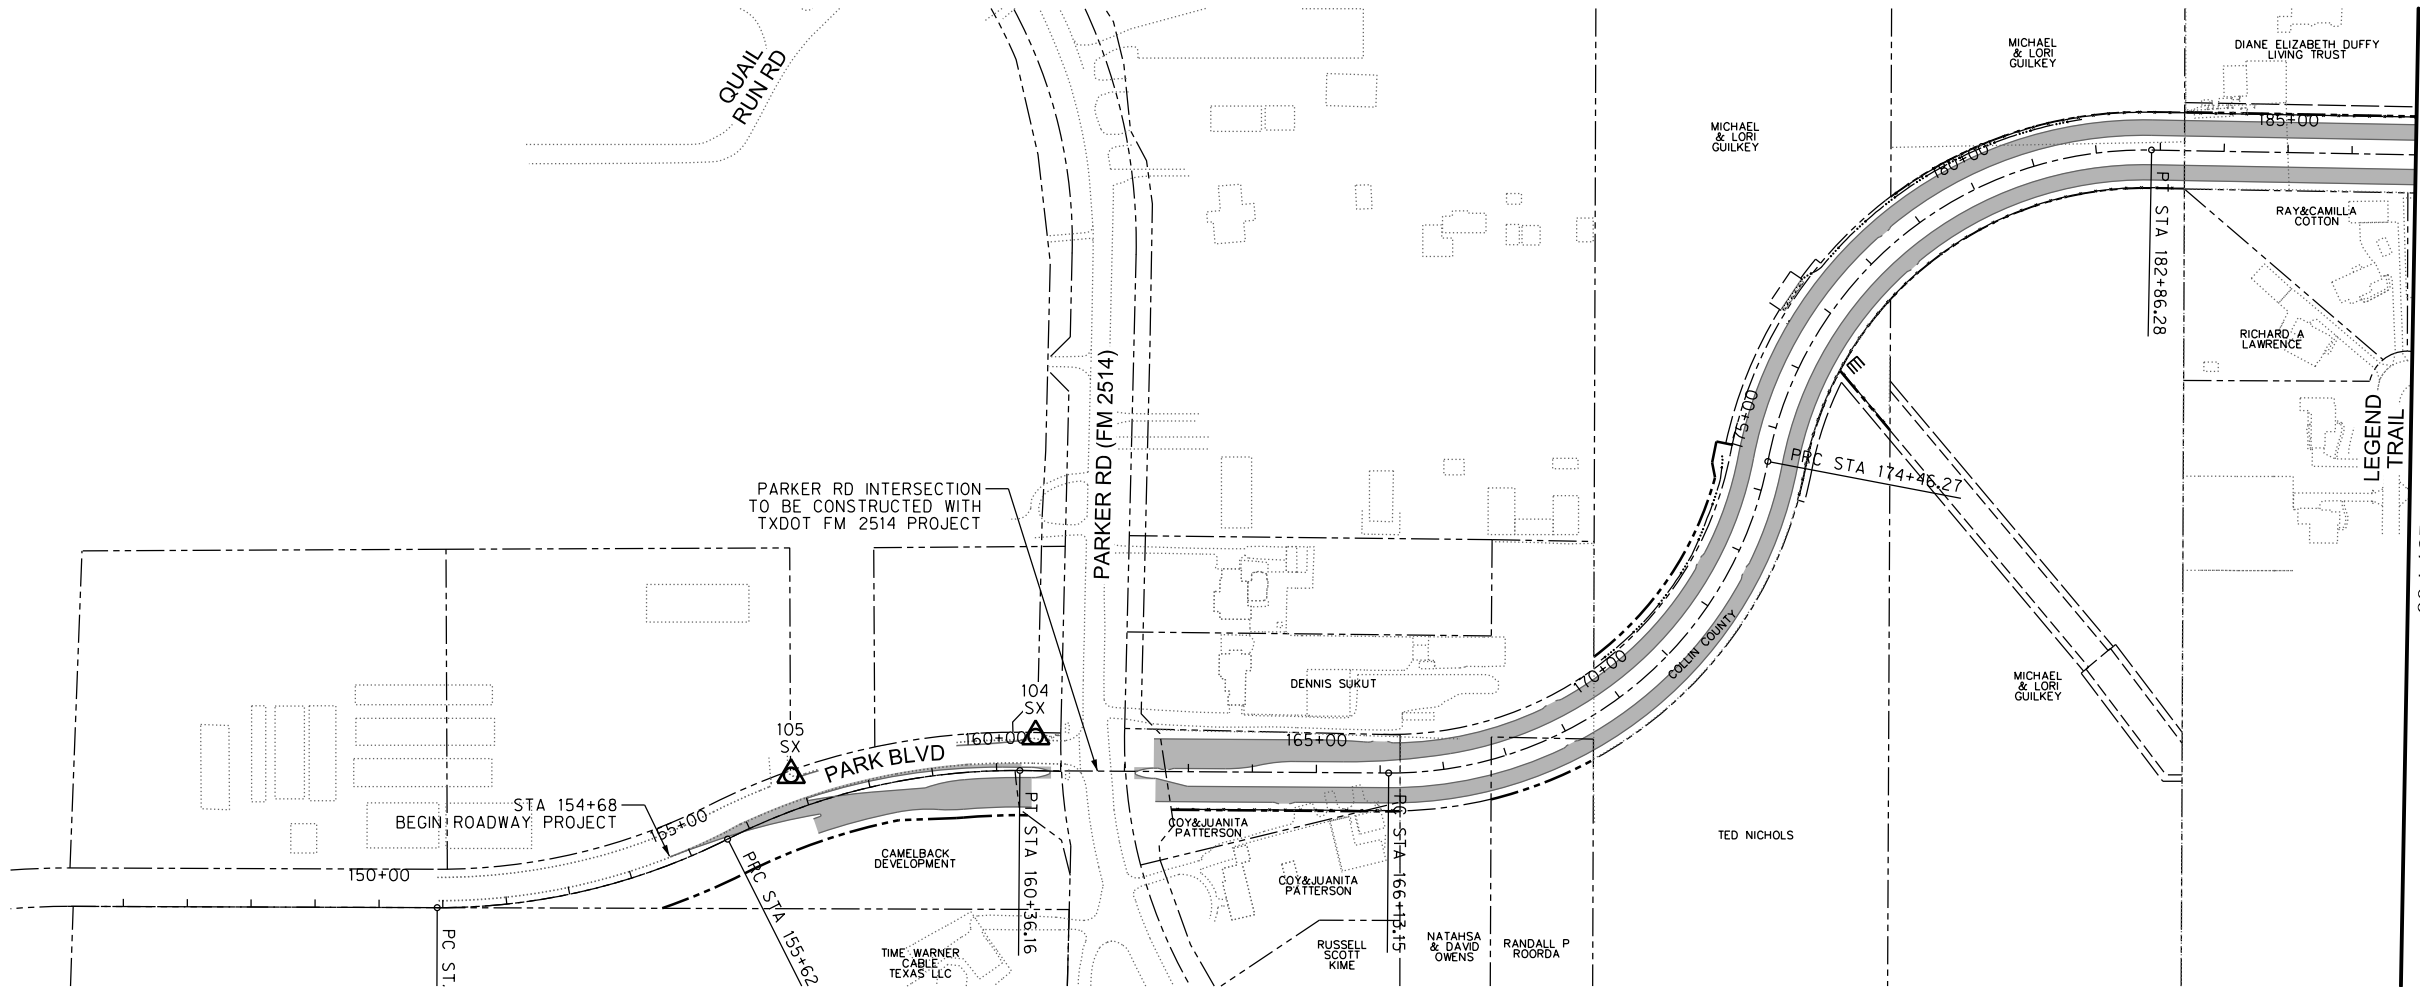 QUAIL
RUN RD
MICHAEL
& LORI
GUILKEY
DIANE ELIZABETH DUFFY
LIVING TRUST
MICHAEL
& LORI
GUILKEY
185+00
180+00
PT STA 182+86.28
RAY&CAMILLA
COTTON
RICHARD A
LAWRENCE
LEGEND
TRAIL
175+00
PRC STA 174+46.27
E
PARKER RD (FM 2514)
PARKER RD INTERSECTION
TO BE CONSTRUCTED WITH
TXDOT FM 2514 PROJECT
COLLIN COUNTY
170+00
DENNIS SUKUT
MICHAEL
& LORI
GUILKEY
104
SX
105
SX
160+00
PARK BLVD
165+00
STA 154+68
BEGIN ROADWAY PROJECT
155+00
COY&JUANITA
PATTERSON
TED NICHOLS
CAMELBACK
DEVELOPMENT
150+00
PRC STA 155+62
PT STA 160+36.16
PC STA 166+13.15
COY&JUANITA
PATTERSON
PC ST
TIME WARNER
CABLE
TEXAS LLC
RUSSELL
SCOTT
KIME
NATAHSA
& DAVID
OWENS
RANDALL P
ROORDA